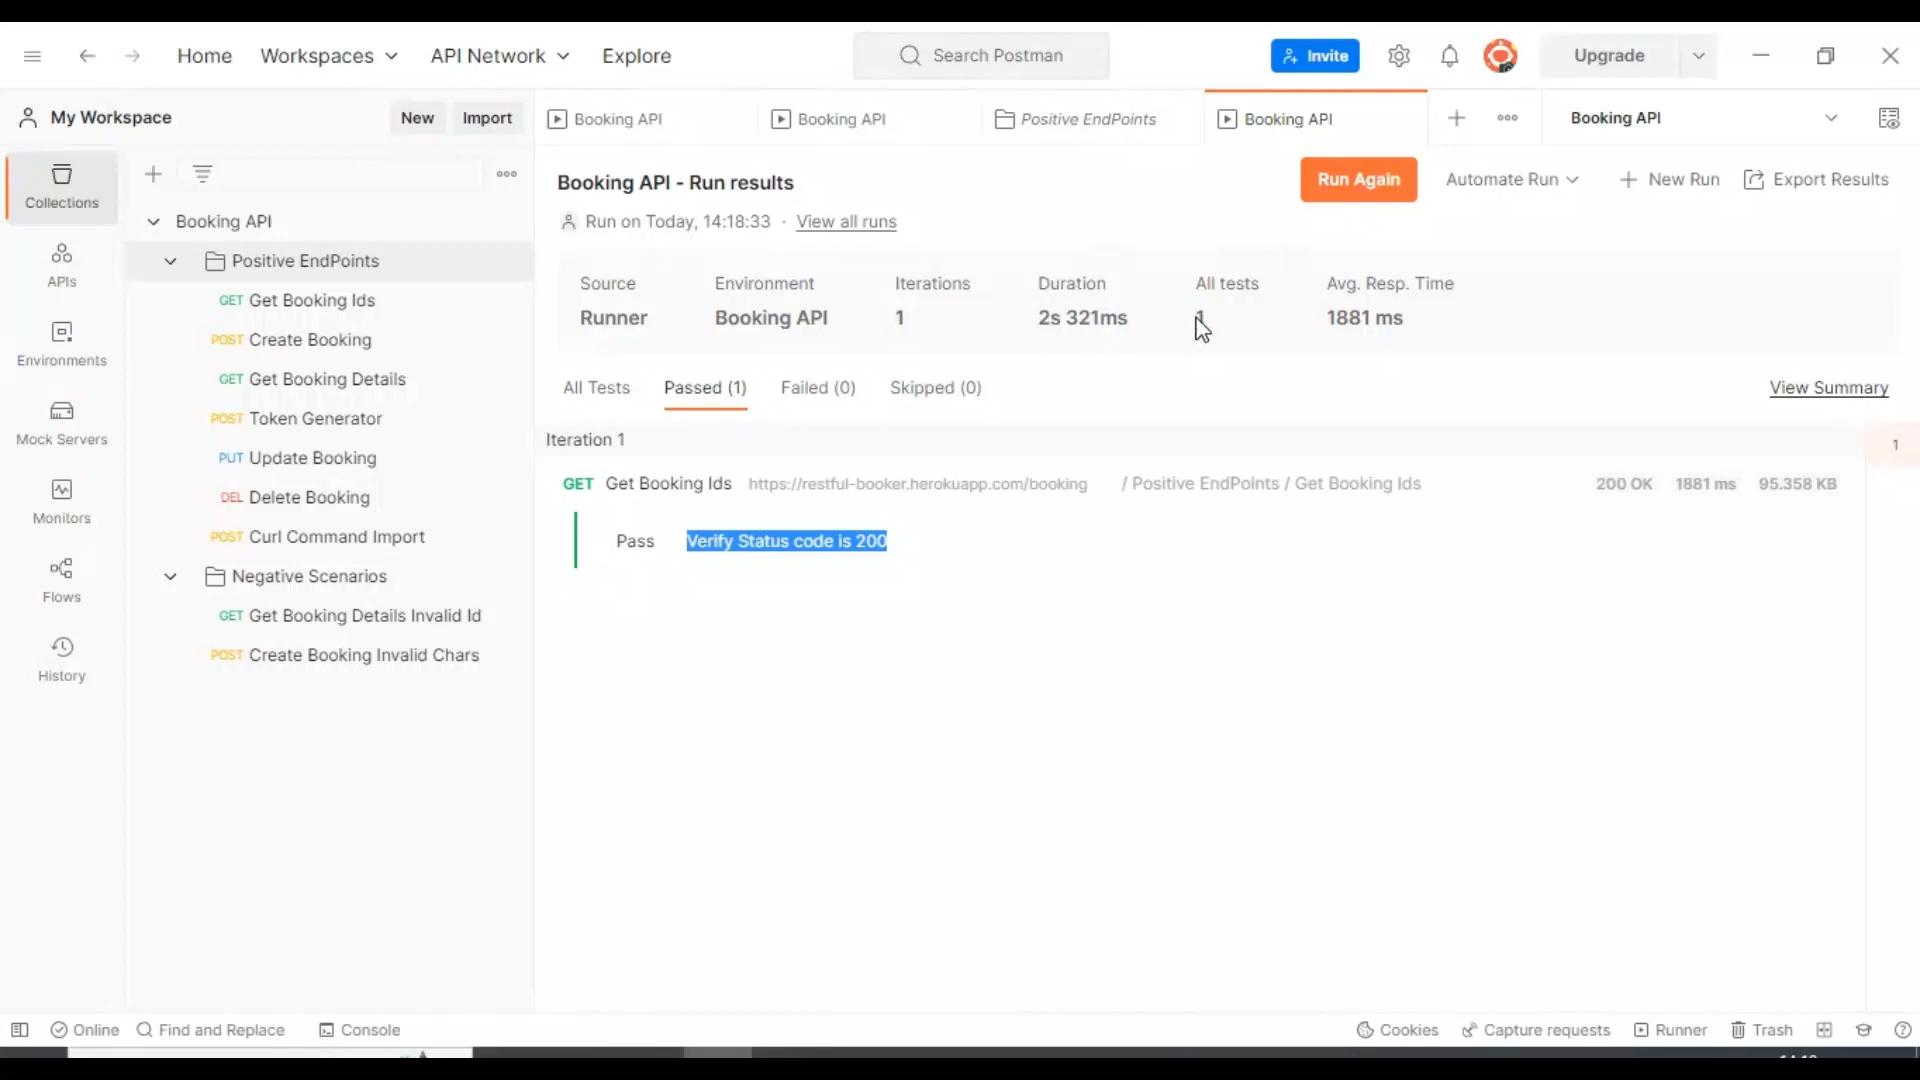 Home Workspaces API Network Explore Search Postman Invite Upgrade
My Workspace New Import Booking API Booking API Positive EndPoints Booking API Booking API
Collections
APIs
Environments
Mock Servers
Monitors
Flows
History
Booking API
Positive EndPoints
GET Get Booking Ids
POST Create Booking
GET Get Booking Details
POST Token Generator
PUT Update Booking
DEL Delete Booking
POST Curl Command Import
Negative Scenarios
GET Get Booking Details Invalid Id
POST Create Booking Invalid Chars
Booking API - Run results Run Again Automate Run New Run Export Results
Run on Today, 14:18:33 · View all runs
Source Environment Iterations Duration All tests Avg. Resp. Time
Runner Booking API 1 2s 321ms 1 1881 ms
All Tests Passed (1) Failed (0) Skipped (0) View Summary
Iteration 1
1
GET Get Booking Ids https://restful-booker.herokuapp.com/booking / Positive EndPoints / Get Booking Ids 200 OK 1881 ms 95.358 KB
Pass Verify Status code is 200
Online Find and Replace Console Cookies Capture requests Runner Trash